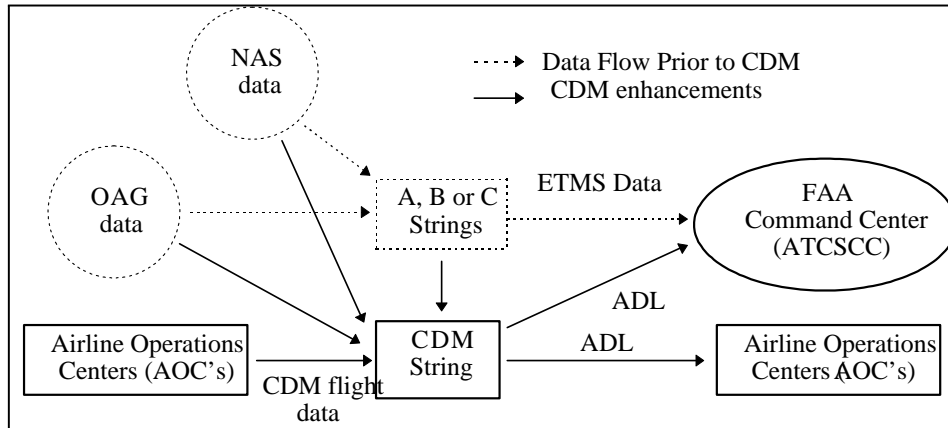 NAS
data
Data Flow Prior to CDM
CDM enhancements
OAG
data
A, B or C
Strings
ETMS Data
FAA
Command Center
(ATCSCC)
ADL
Airline Operations
Centers (AOC's)
CDM flight
data
CDM
String
ADL
Airline Operations
Centers (AOC's)